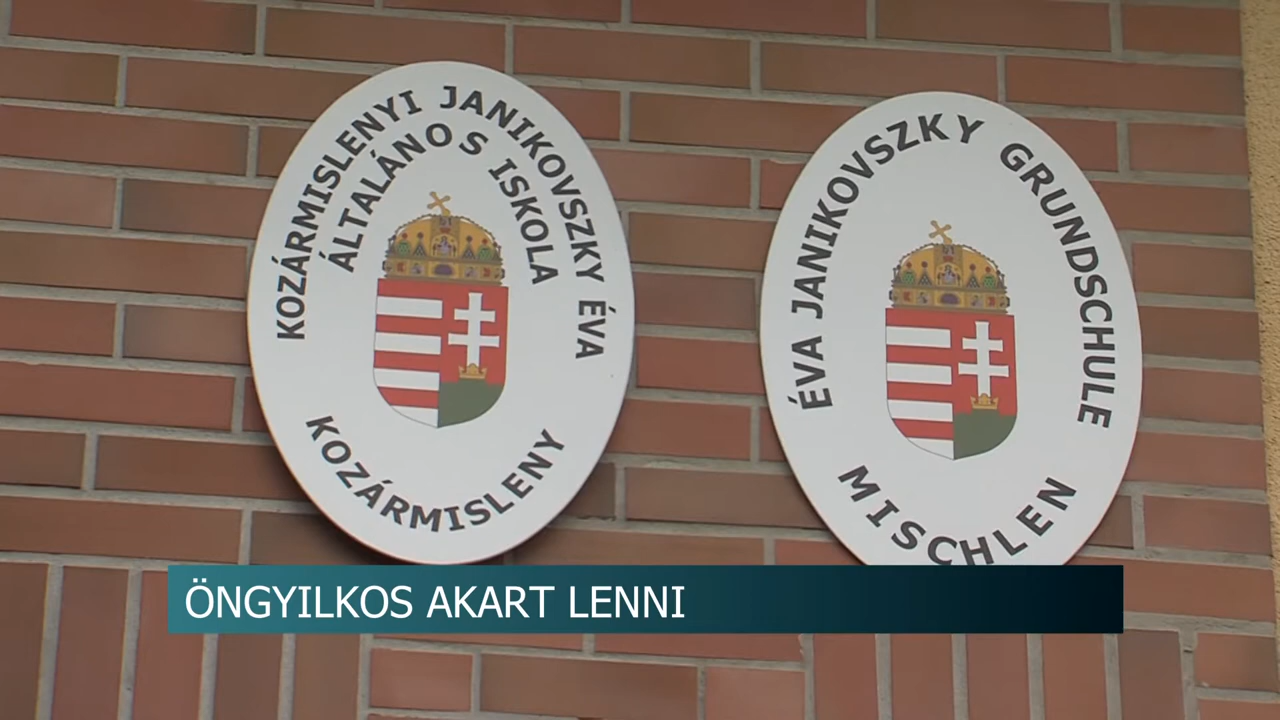 KOZÁRMISLENYI JANIKOVSZKY ÉVA
ÁLTALÁNOS ISKOLA
KOZÁRMISLENY
ÉVA JANIKOVSZKY GRUNDSCHULE
MISCHLEN
ÖNGYILKOS AKART LENNI